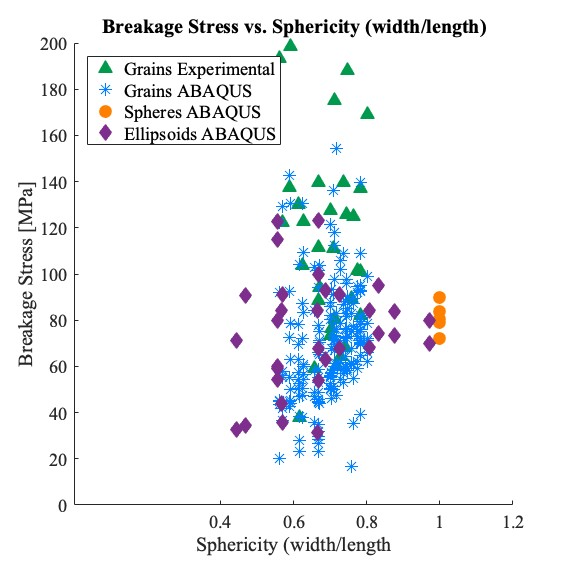 Breakage Stress vs. Sphericity (width/length)
200
180
160
140
120
100
80
60
40
20
0
Breakage Stress [MPa]
Grains Experimental
Grains ABAQUS
Spheres ABAQUS
Ellipsoids ABAQUS
0.4 0.6 0.8 1 1.2
Sphericity (width/length